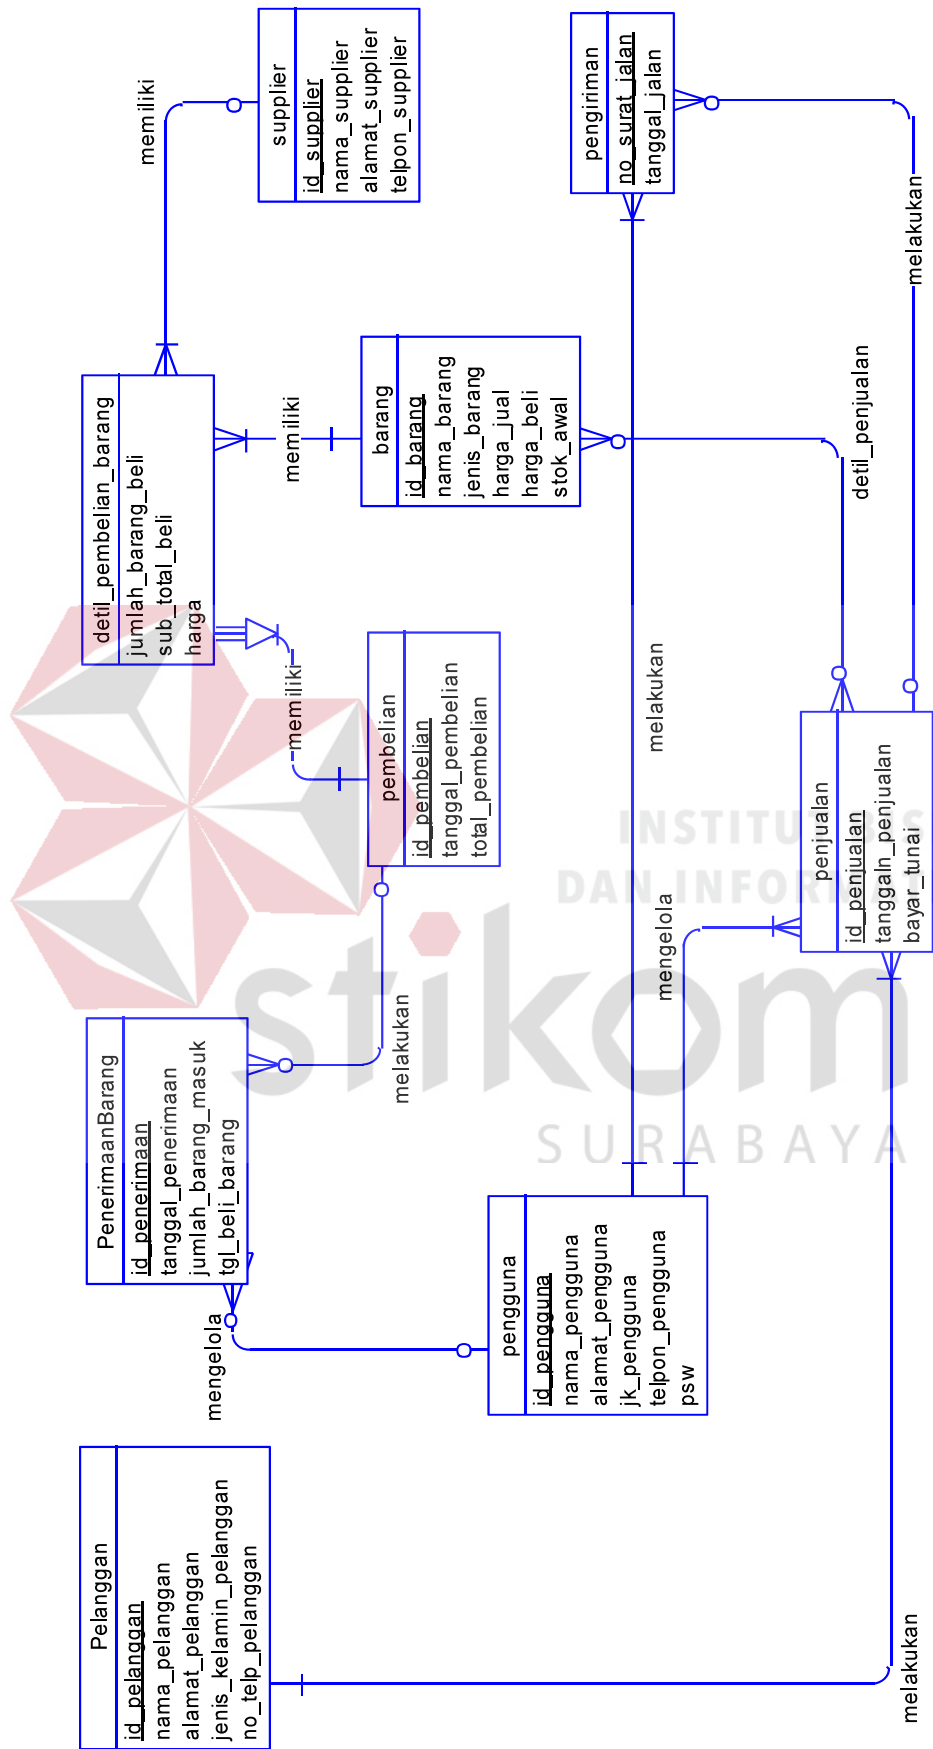 Pelanggan
id_pelanggan
nama_pelanggan
alamat_pelanggan
jenis_kelamin_pelanggan
no_telp_pelanggan
mengelola
PenerimaanBarang
id_penerimaan
tanggal_penerimaan
jumlah_barang_masuk
tgl_beli_barang
detil_pembelian_barang
jumlah_barang_beli
sub_total_beli
harga
memiliki
supplier
id_supplier
nama_supplier
alamat_supplier
telpon_supplier
memiliki
memiliki
pembelian
id_pembelian
tanggal_pembelian
total_pembelian
melakukan
barang
id_barang
nama_barang
jenis_barang
harga_jual
harga_beli
stok_awal
pengguna
id_pengguna
nama_pengguna
alamat_pengguna
jk_pengguna
telpon_pengguna
psw
melakukan
mengelola
pengiriman
no_surat_jalan
tanggal_jalan
penjualan
id_penjualan
tanggaln_penjualan
bayar_tunai
detil_penjualan
melakukan
melakukan
INSTITUT BIS
DAN INFORMA
stikom
SURABAYA